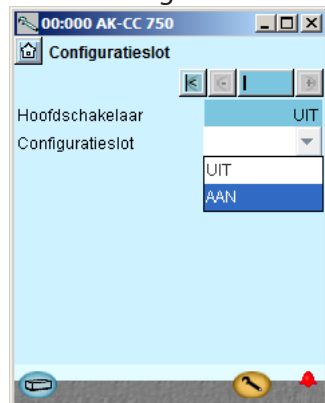 00:000 AK-CC 750
Configuratieslot
Hoofdschakelaar UIT
Configuratieslot
UIT
AAN